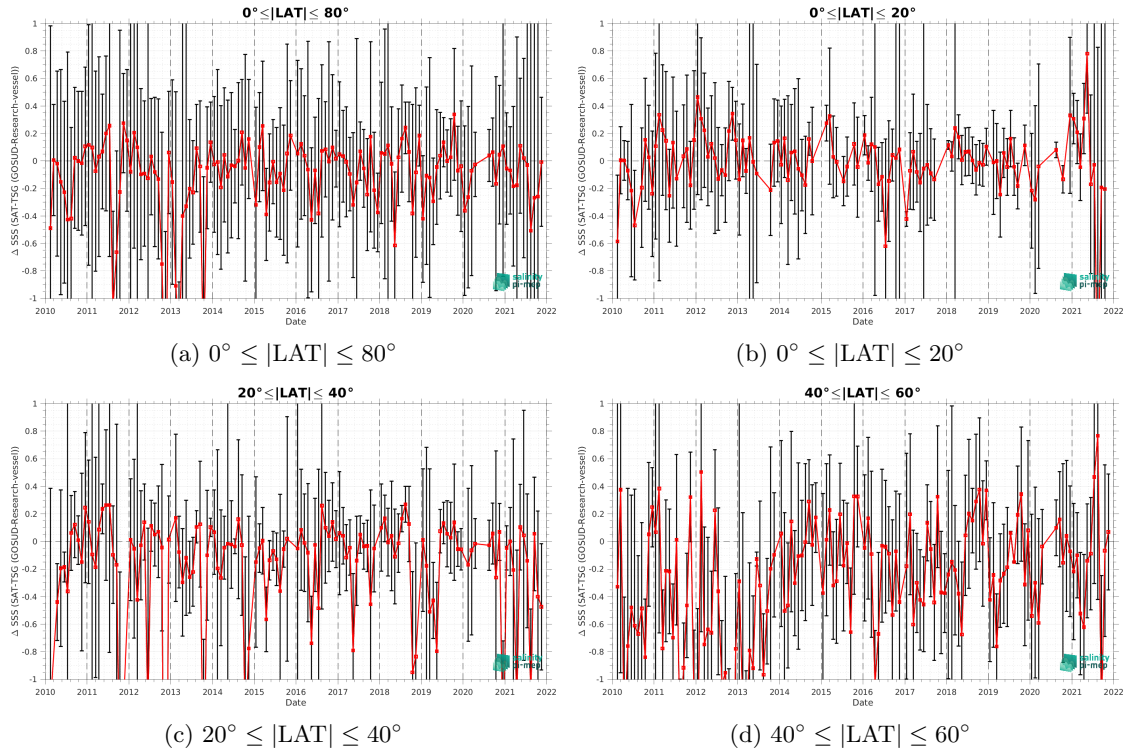 0°≤|LAT|≤ 80°
Δ SSS (SAT-TSG (GOSUD-Research-vessel))
1
0.8
0.6
0.4
0.2
0
-0.2
-0.4
-0.6
-0.8
-1
2010 2011 2012 2013 2014 2015 2016 2017 2018 2019 2020 2021 2022
Date
salinity
pi-mep
(a) 0° ≤ |LAT| ≤ 80°
0°≤|LAT|≤ 20°
Δ SSS (SAT-TSG (GOSUD-Research-vessel))
1
0.8
0.6
0.4
0.2
0
-0.2
-0.4
-0.6
-0.8
-1
2010 2011 2012 2013 2014 2015 2016 2017 2018 2019 2020 2021 2022
Date
salinity
pi-mep
(b) 0° ≤ |LAT| ≤ 20°
20°≤|LAT|≤ 40°
Δ SSS (SAT-TSG (GOSUD-Research-vessel))
1
0.8
0.6
0.4
0.2
0
-0.2
-0.4
-0.6
-0.8
-1
2010 2011 2012 2013 2014 2015 2016 2017 2018 2019 2020 2021 2022
Date
salinity
pi-mep
(c) 20° ≤ |LAT| ≤ 40°
40°≤|LAT|≤ 60°
Δ SSS (SAT-TSG (GOSUD-Research-vessel))
1
0.8
0.6
0.4
0.2
0
-0.2
-0.4
-0.6
-0.8
-1
2010 2011 2012 2013 2014 2015 2016 2017 2018 2019 2020 2021 2022
Date
salinity
pi-mep
(d) 40° ≤ |LAT| ≤ 60°